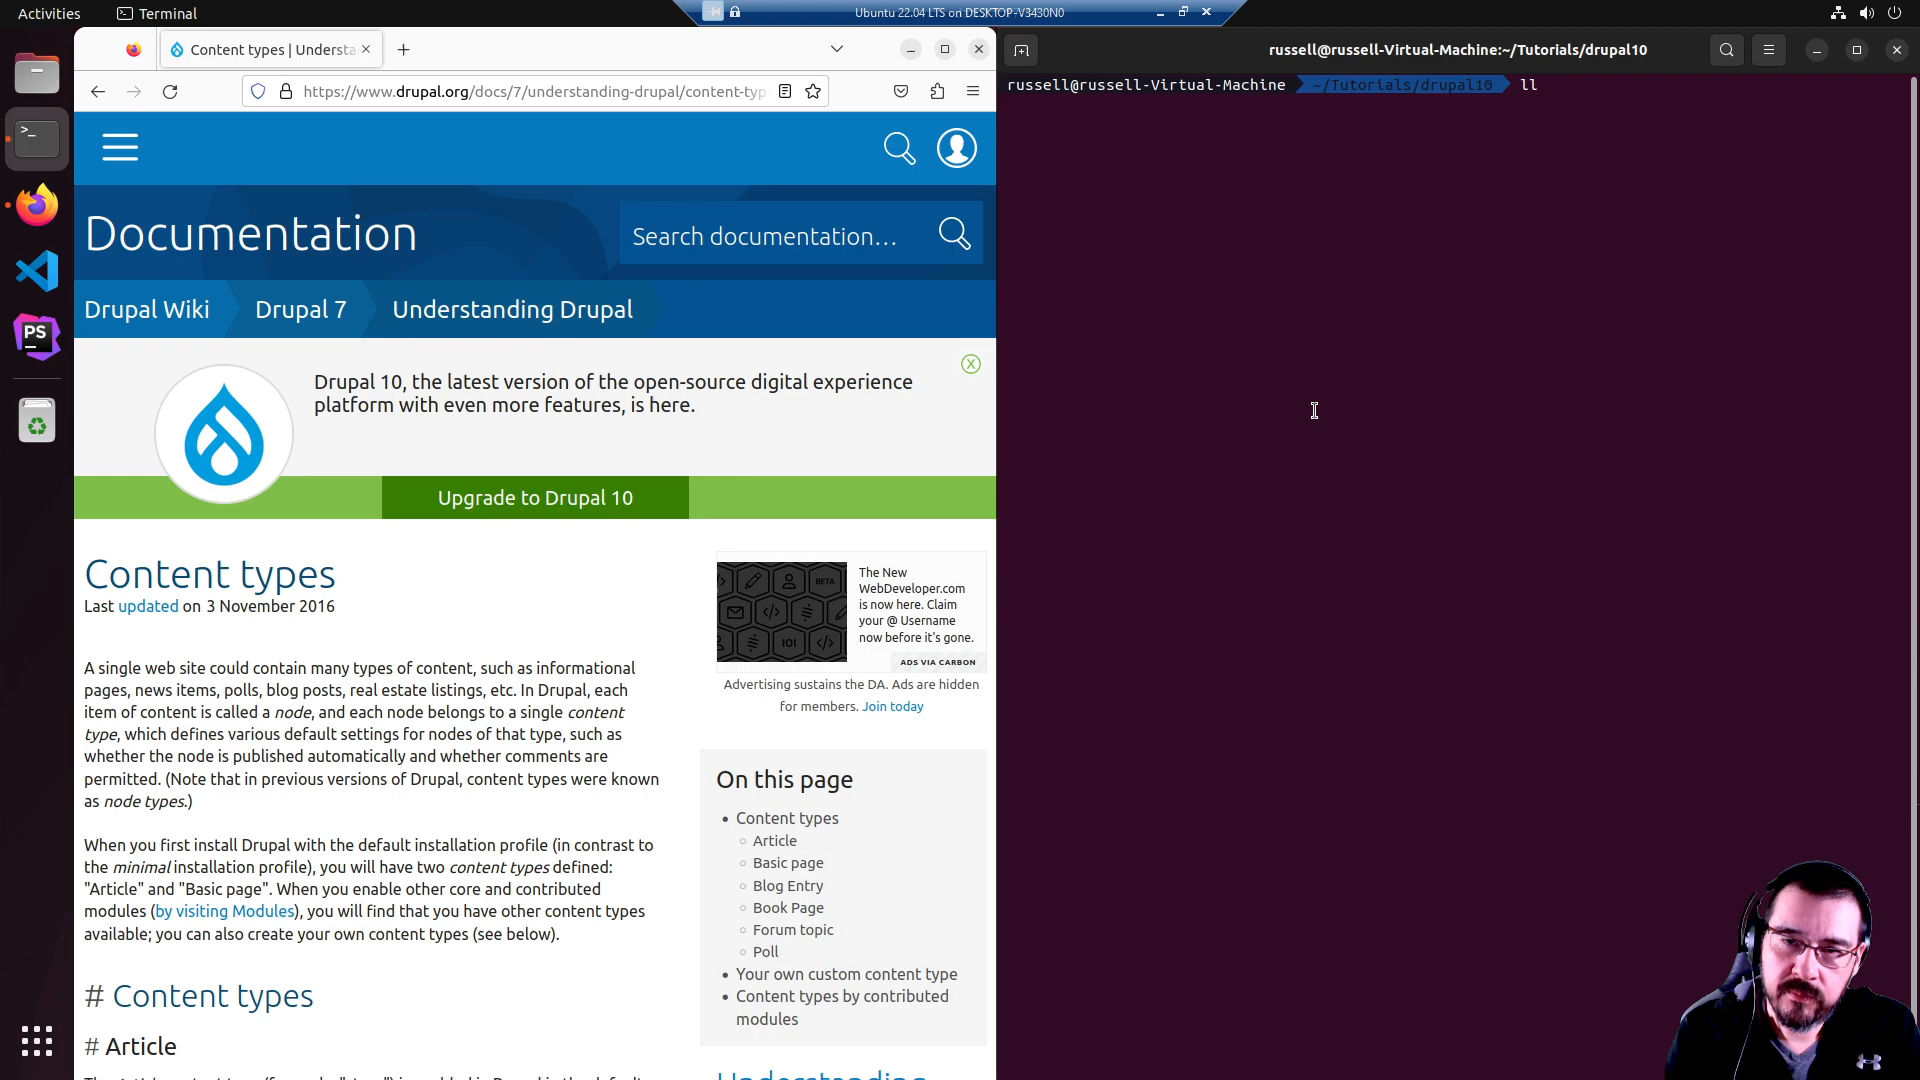 Activities
Terminal
Ubuntu 22.04 LTS on DESKTOP-V3430N0
Content types | Understa
russell@russell-Virtual-Machine:~/Tutorials/drupal10
https://www.drupal.org/docs/7/understanding-drupal/content-typ
russell@russell-Virtual-Machine ~/Tutorials/drupal10 ll
Documentation
Search documentation…
Drupal Wiki
Drupal 7
Understanding Drupal
PS
Drupal 10, the latest version of the open-source digital experience
platform with even more features, is here.
Upgrade to Drupal 10
Content types
Last updated on 3 November 2016
A single web site could contain many types of content, such as informational
pages, news items, polls, blog posts, real estate listings, etc. In Drupal, each
item of content is called a node, and each node belongs to a single content
type, which defines various default settings for nodes of that type, such as
whether the node is published automatically and whether comments are
permitted. (Note that in previous versions of Drupal, content types were known
as node types.)
When you first install Drupal with the default installation profile (in contrast to
the minimal installation profile), you will have two content types defined:
"Article" and "Basic page". When you enable other core and contributed
modules (by visiting Modules), you will find that you have other content types
available; you can also create your own content types (see below).
# Content types
# Article
BETA
The New
WebDeveloper.com
is now here. Claim
your @ Username
now before it's gone.
ADS VIA CARBON
Advertising sustains the DA. Ads are hidden
for members. Join today
On this page
Content types
Article
Basic page
Blog Entry
Book Page
Forum topic
Poll
Your own custom content type
Content types by contributed
modules
Understanding